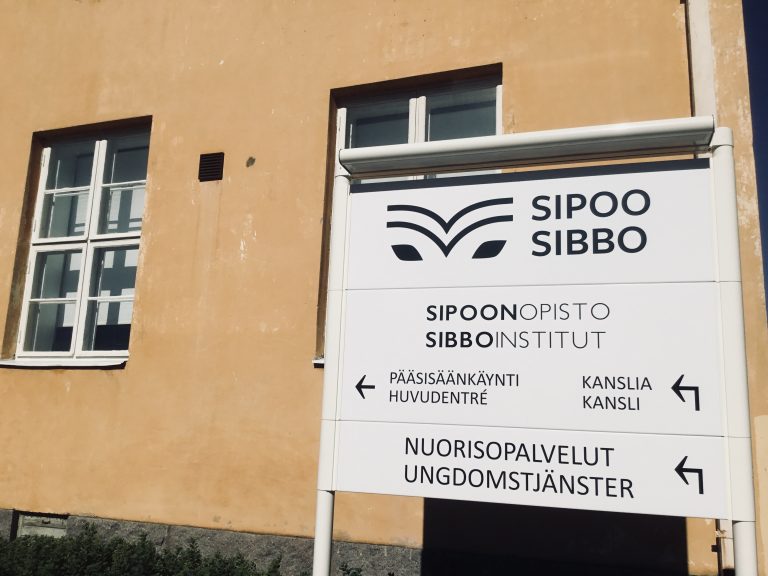 SIPOO
SIBBO
SIPOONOPISTO
SIBBOINSTITUT
PÄÄSISÄÄNKÄYNTI
HUVUDENTRÉ
KANSLIA
KANSLI
NUORISOPALVELUT
UNGDOMSTJÄNSTER